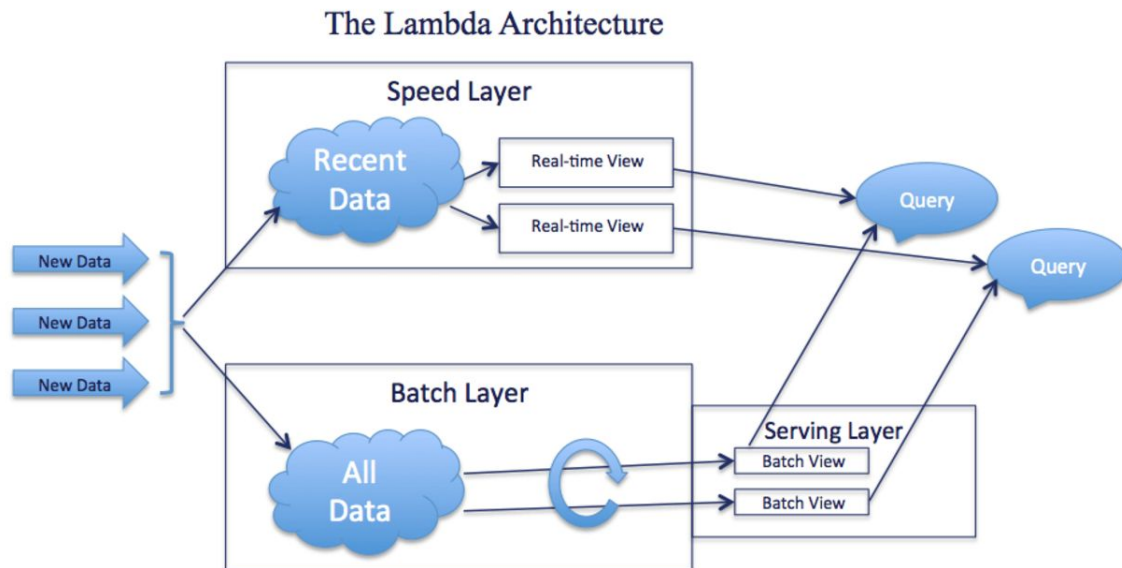 The Lambda Architecture
Speed Layer
Recent
Data
Real-time View
Real-time View
Query
Query
New Data
New Data
New Data
Batch Layer
All
Data
Serving Layer
Batch View
Batch View